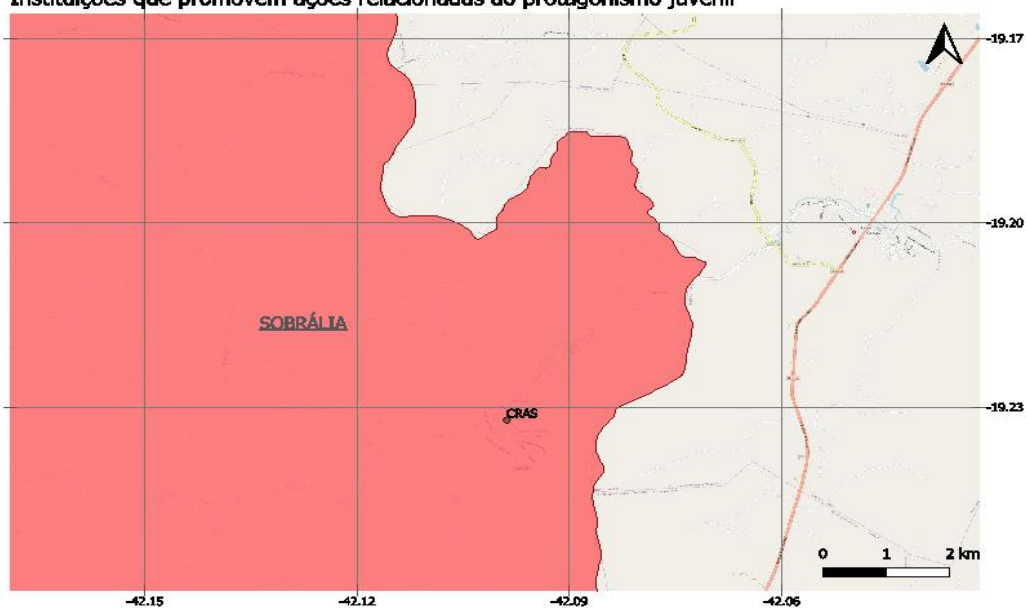 Instituições que promovem ações relacionadas ao protagonismo juvenil
-19.17
-19.20
SOBRÁLIA
-19.23
CRAS
0 1 2 km
-42.15 -42.12 -42.09 -42.06